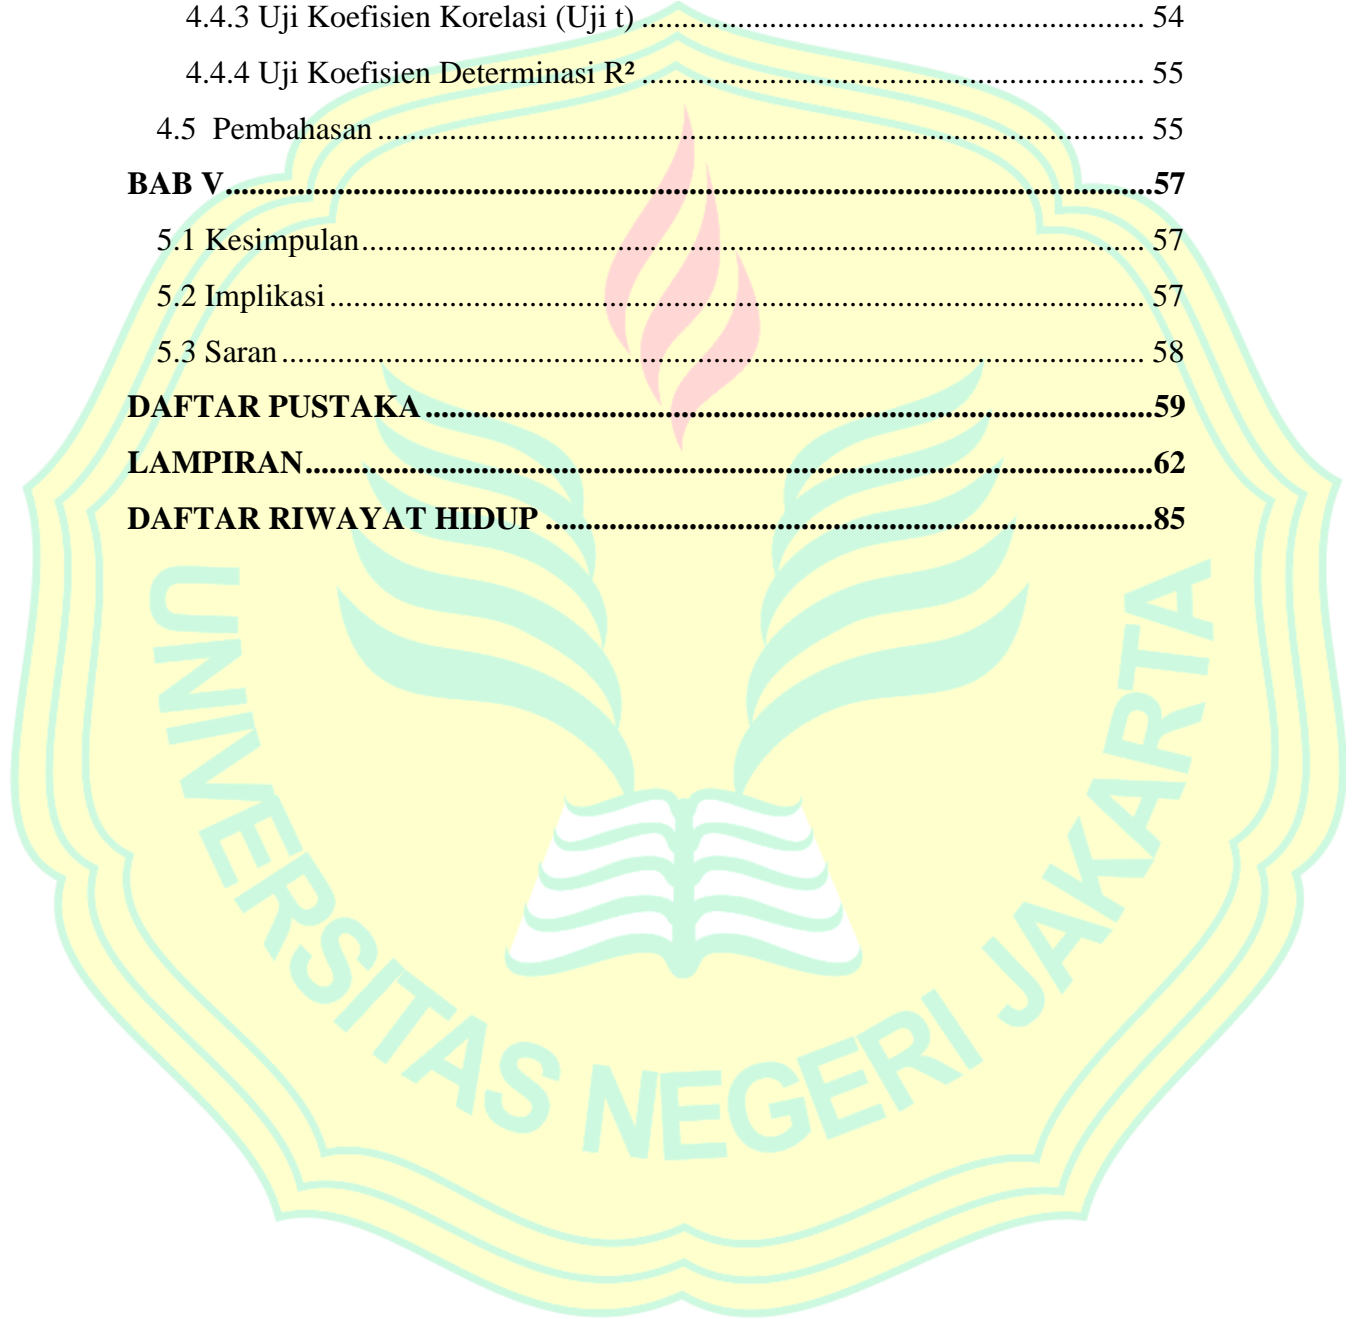 4.4.3 Uji Koefisien Korelasi (Uji t) ................................................................ 54
4.4.4 Uji Koefisien Determinasi R² ................................................................ 55
4.5 Pembahasan ................................................................................................ 55
BAB V................................................................................................................57
5.1 Kesimpulan.................................................................................................. 57
5.2 Implikasi ...................................................................................................... 57
5.3 Saran ............................................................................................................ 58
DAFTAR PUSTAKA ........................................................................................59
LAMPIRAN.......................................................................................................62
DAFTAR RIWAYAT HIDUP ..........................................................................85
UNIVERSITAS NEGERI JAKARTA